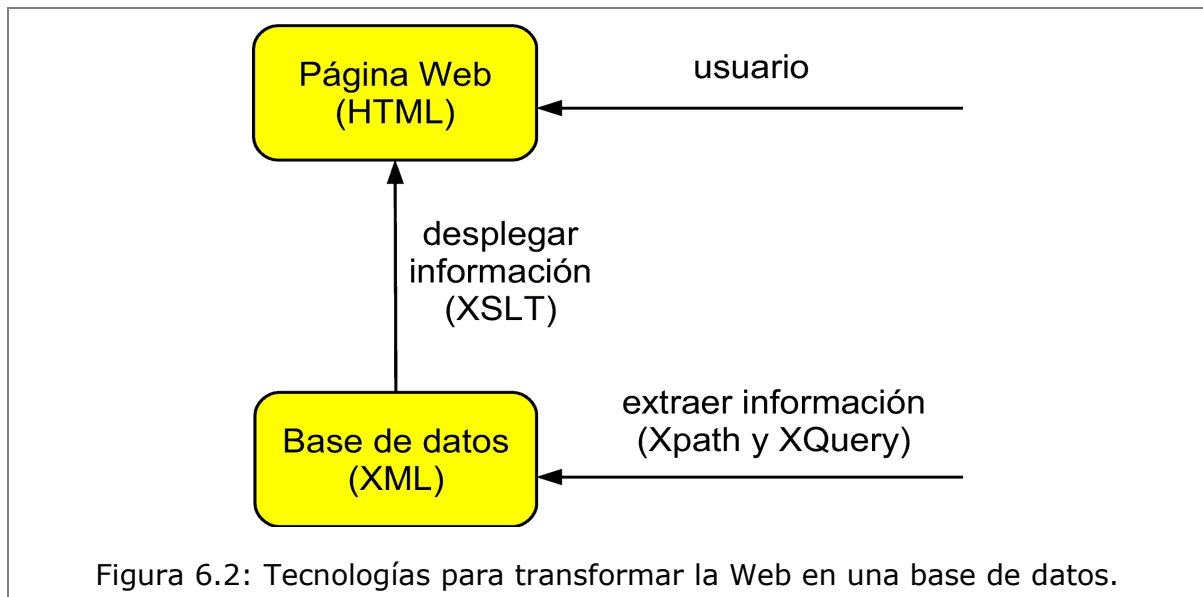 Página Web
(HTML)
usuario
desplegar
información
(XSLT)
Base de datos
(XML)
extraer información
(Xpath y XQuery)
Figura 6.2: Tecnologías para transformar la Web en una base de datos.